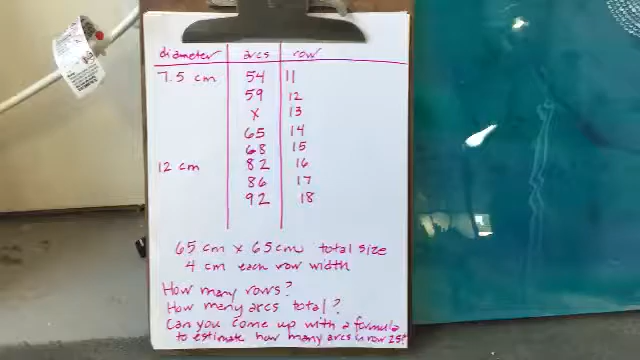 diameter arcs row
7.5 cm 54 11
59 12
x 13
65 14
68 15
12 cm 82 16
86 17
92 18
65 cm x 65 cm total size
4 cm each row width
How many rows?
How many arcs total?
Can you come up with a formula
to estimate how many arcs in row 25?